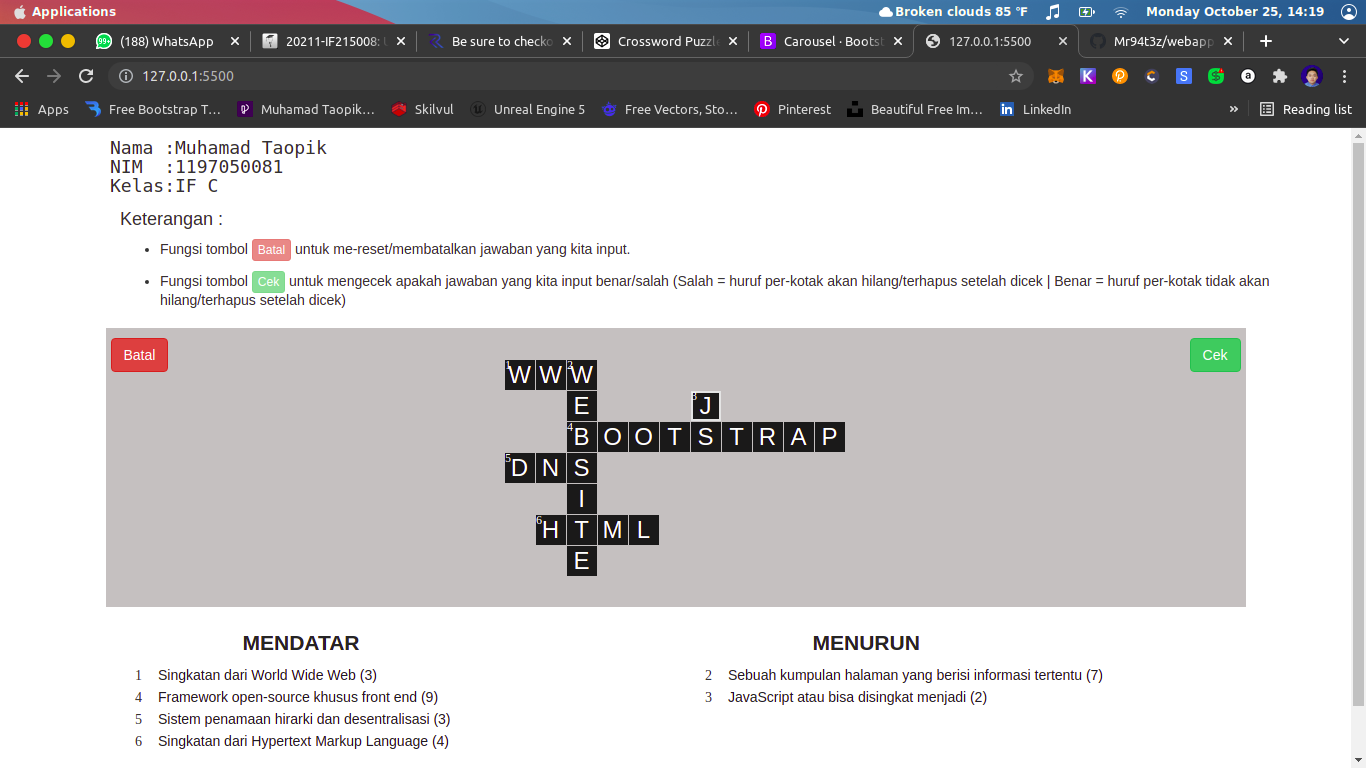 Applications
Broken clouds 85 °F
Monday October 25, 14:19
(188) WhatsApp
20211-IF215008: U
Be sure to checko
Crossword Puzzle
Carousel · Bootst
127.0.0.1:5500
Mr94t3z/webapp
127.0.0.1:5500
Apps
Free Bootstrap T…
Muhamad Taopik…
Skilvul
Unreal Engine 5
Free Vectors, Sto…
Pinterest
Beautiful Free Im…
LinkedIn
»
Reading list
Nama :Muhamad Taopik
NIM  :1197050081
Kelas:IF C
Keterangan :
• Fungsi tombol Batal untuk me-reset/membatalkan jawaban yang kita input.
• Fungsi tombol Cek untuk mengecek apakah jawaban yang kita input benar/salah (Salah = huruf per-kotak akan hilang/terhapus setelah dicek | Benar = huruf per-kotak tidak akan
hilang/terhapus setelah dicek)
Batal
Cek
1 W W 2 W
E 3 J
4 B O O T S T R A P
5 D N S
I
6 H T M L
E
MENDATAR
1 Singkatan dari World Wide Web (3)
4 Framework open-source khusus front end (9)
5 Sistem penamaan hirarki dan desentralisasi (3)
6 Singkatan dari Hypertext Markup Language (4)
MENURUN
2 Sebuah kumpulan halaman yang berisi informasi tertentu (7)
3 JavaScript atau bisa disingkat menjadi (2)